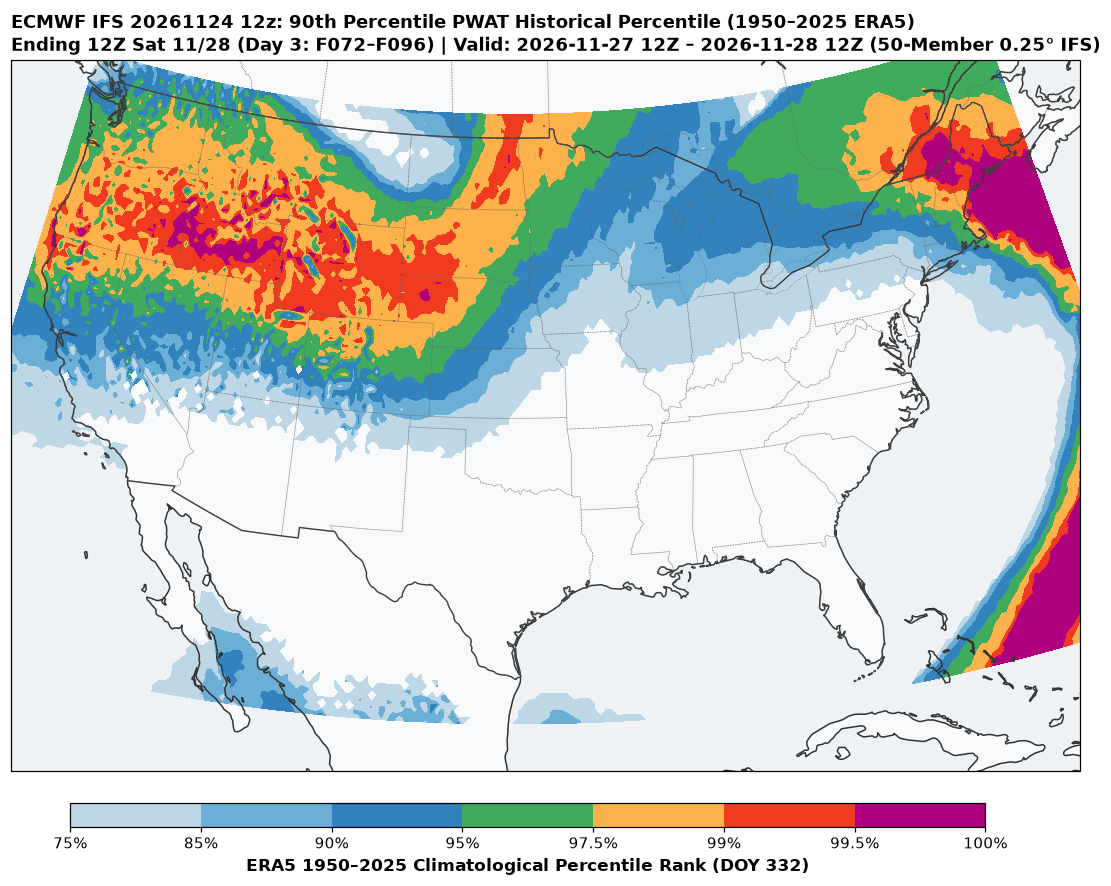 ECMWF IFS 20261124 12z: 90th Percentile PWAT Historical Percentile (1950–2025 ERA5)
Ending 12Z Sat 11/28 (Day 3: F072–F096) | Valid: 2026-11-27 12Z – 2026-11-28 12Z (50-Member 0.25° IFS)
75% 85% 90% 95% 97.5% 99% 99.5% 100%
ERA5 1950–2025 Climatological Percentile Rank (DOY 332)